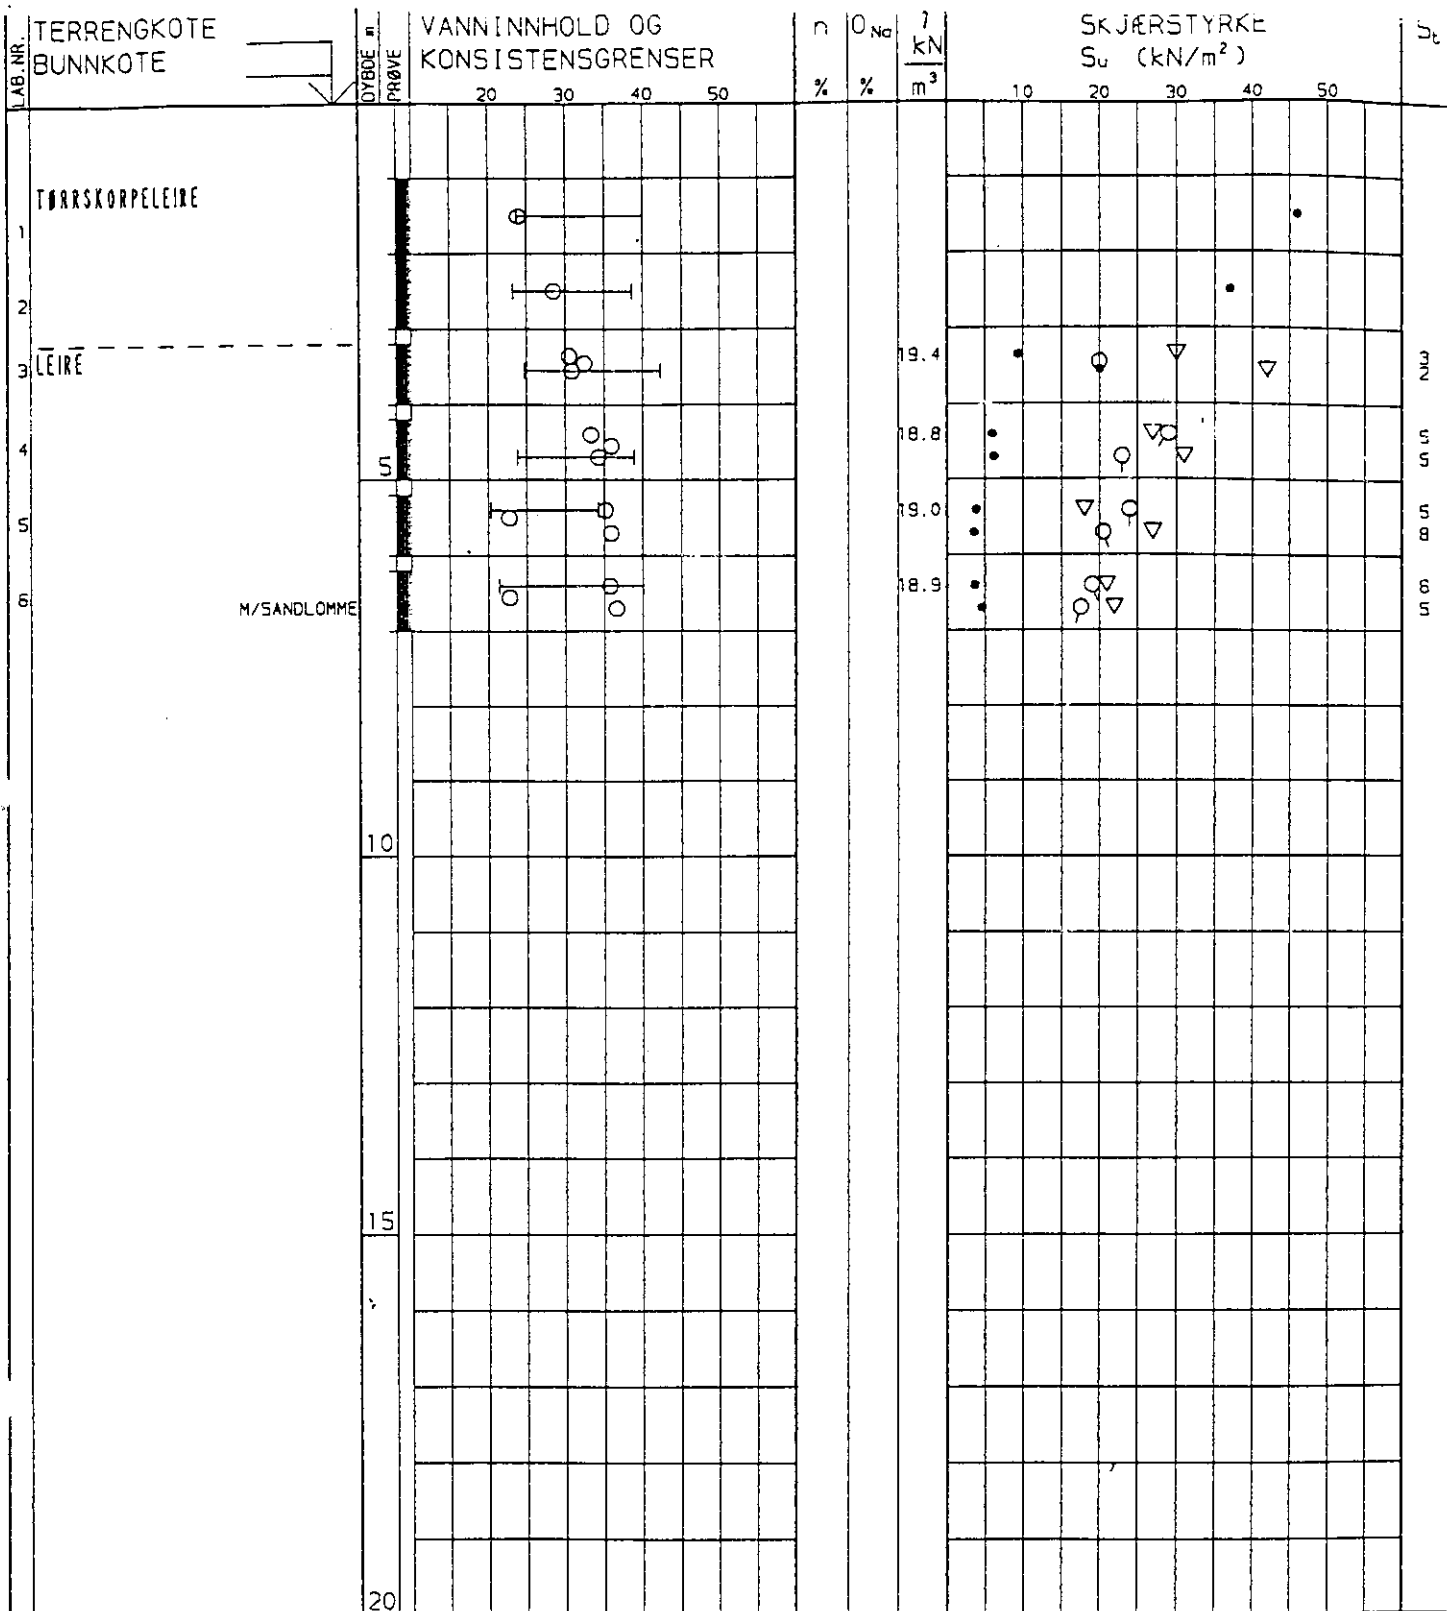 LAB.NR.
TERRENGKOTE
BUNNKOTE
DYBDE m
PRØVE
VANNINNHOLD OG
KONSISTENSGRENSER
20 30 40 50
n
%
O Na
%
γ
kN
m³
SKJÆRSTYRKE
Su (kN/m²)
10 20 30 40 50
St
TØRRSKORPELEIRE
1
2
LEIRE
3
19.4
3
2
4
18.8
5
5
5
5
19.0
5
8
6
M/SANDLOMME
18.9
6
5
10
15
20